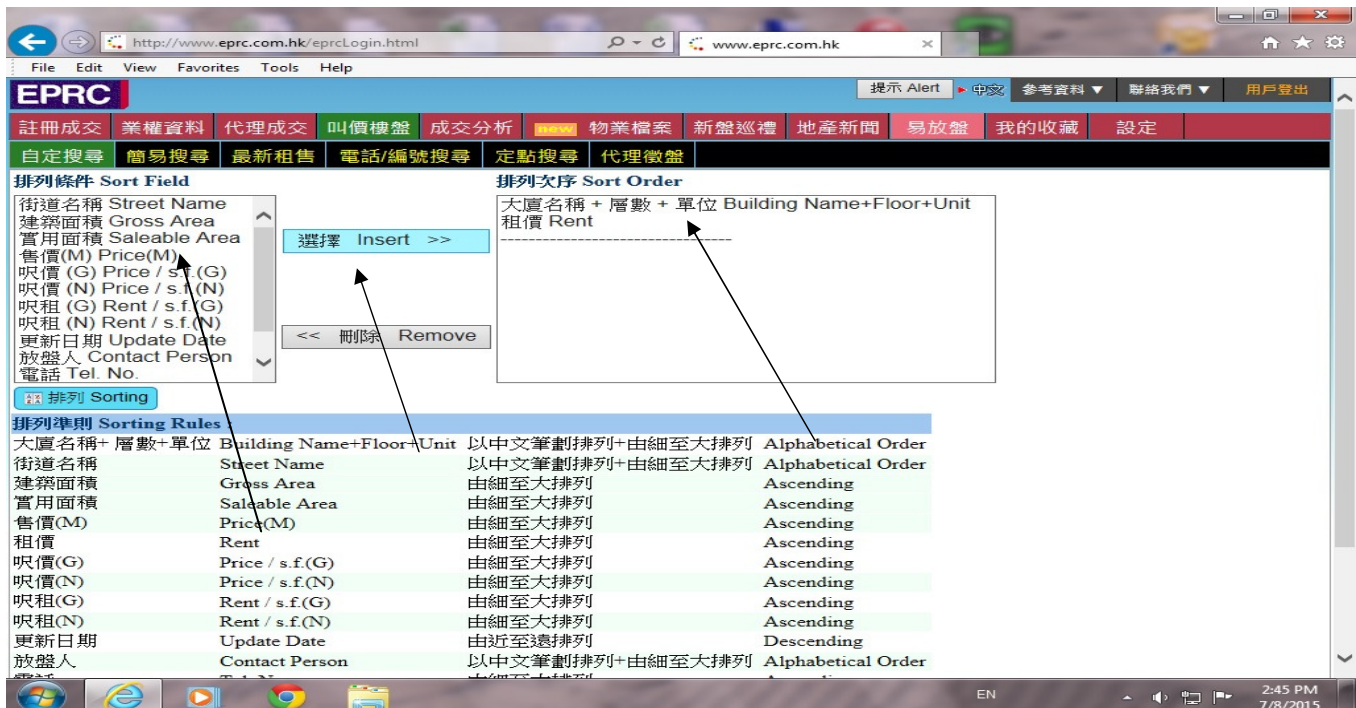 http://www.eprc.com.hk/eprcLogin.html www.eprc.com.hk
File Edit View Favorites Tools Help
EPRC 提示 Alert 中文 參考資料 ▼ 聯絡我們 ▼ 用戶登出
註冊成交 業權資料 代理成交 叫價樓盤 成交分析 new 物業檔案 新盤巡禮 地產新聞 易放盤 我的收藏 設定
自定搜尋 簡易搜尋 最新租售 電話/編號搜尋 定點搜尋 代理徵盤
排列條件 Sort Field 排列次序 Sort Order
街道名稱 Street Name
建築面積 Gross Area
實用面積 Saleable Area
售價(M) Price(M)
呎價 (G) Price / s.f.(G)
呎價 (N) Price / s.f.(N)
呎租 (G) Rent / s.f.(G)
呎租 (N) Rent / s.f.(N)
更新日期 Update Date
放盤人 Contact Person
電話 Tel. No.
選擇 Insert >>
<< 刪除 Remove
大廈名稱 + 層數 + 單位 Building Name+Floor+Unit
租價 Rent
--------------------------------
排列 Sorting
排列準則 Sorting Rules :
大廈名稱+ 層數+單位 Building Name+Floor+Unit 以中文筆劃排列+由細至大排列 Alphabetical Order
街道名稱 Street Name 以中文筆劃排列+由細至大排列 Alphabetical Order
建築面積 Gross Area 由細至大排列 Ascending
實用面積 Saleable Area 由細至大排列 Ascending
售價(M) Price(M) 由細至大排列 Ascending
租價 Rent 由細至大排列 Ascending
呎價(G) Price / s.f.(G) 由細至大排列 Ascending
呎價(N) Price / s.f.(N) 由細至大排列 Ascending
呎租(G) Rent / s.f.(G) 由細至大排列 Ascending
呎租(N) Rent / s.f.(N) 由細至大排列 Ascending
更新日期 Update Date 由近至遠排列 Descending
放盤人 Contact Person 以中文筆劃排列+由細至大排列 Alphabetical Order
EN 2:45 PM
7/8/2015